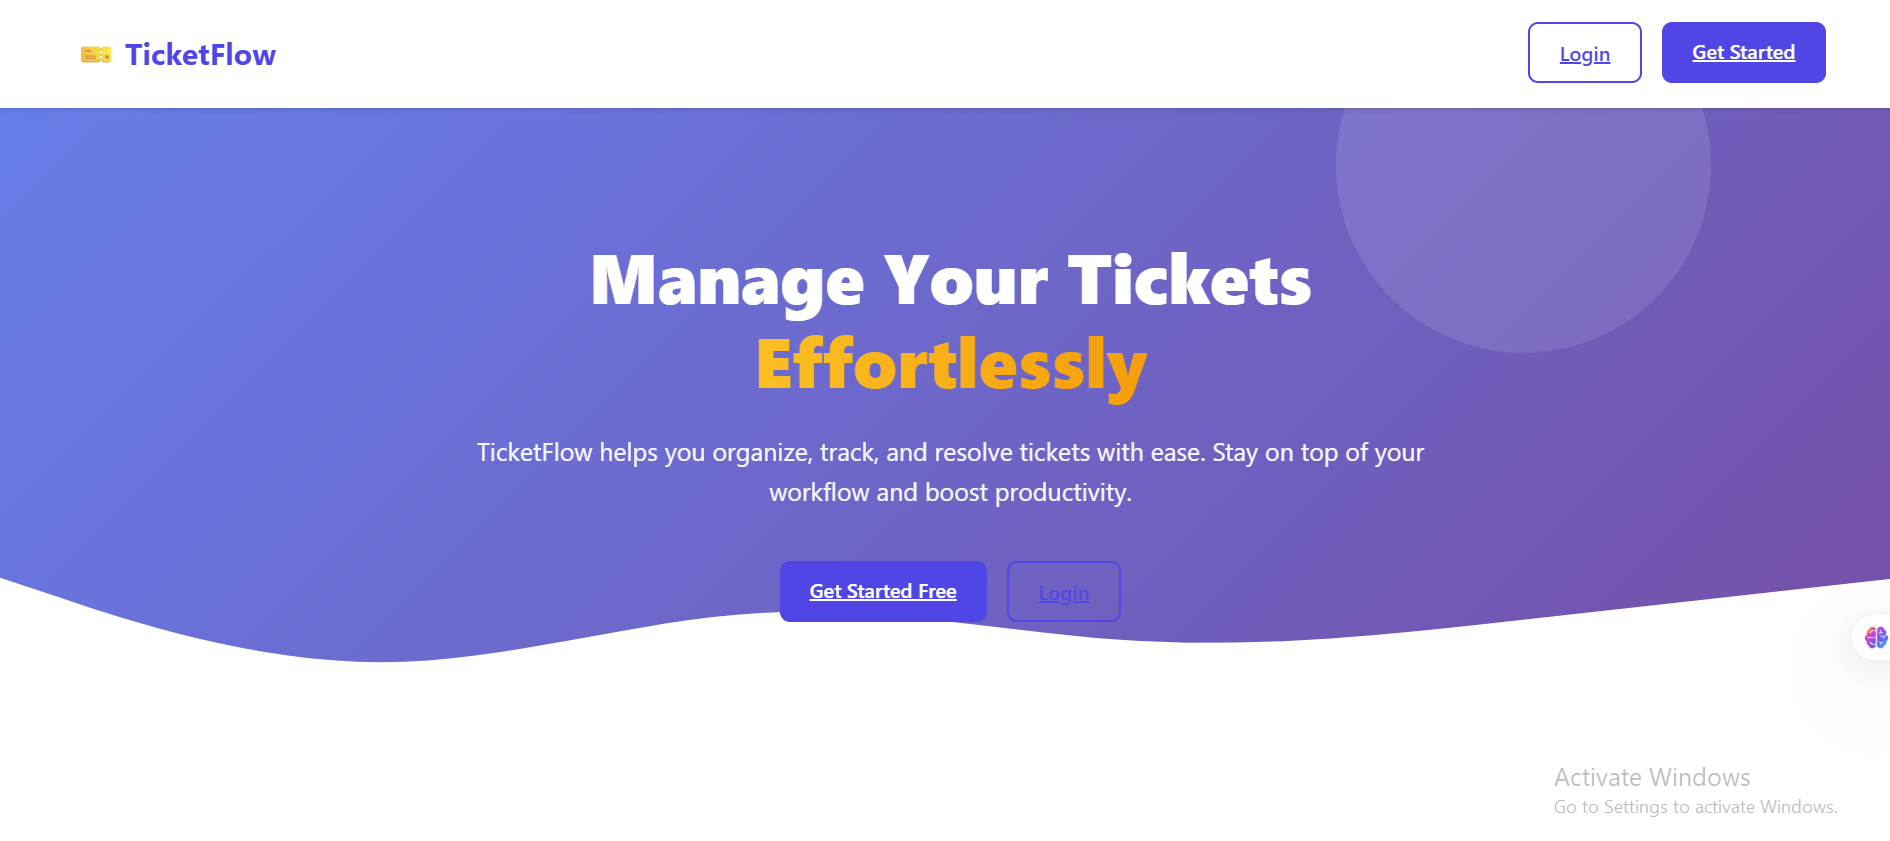 TicketFlow
Login
Get Started
Manage Your Tickets
Effortlessly
TicketFlow helps you organize, track, and resolve tickets with ease. Stay on top of your
workflow and boost productivity.
Get Started Free
Login
Activate Windows
Go to Settings to activate Windows.